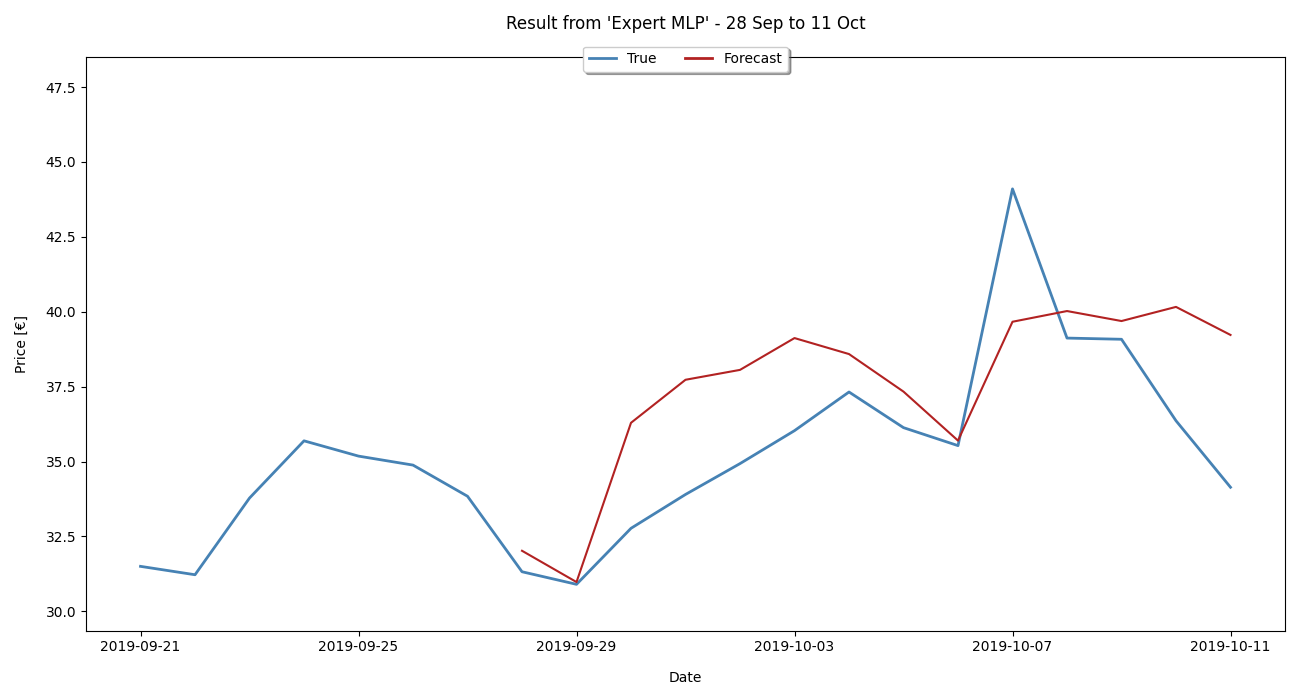 Result from 'Expert MLP' - 28 Sep to 11 Oct
True Forecast
47.5
45.0
42.5
40.0
37.5
35.0
32.5
30.0
Price [€]
2019-09-21 2019-09-25 2019-09-29 2019-10-03 2019-10-07 2019-10-11
Date